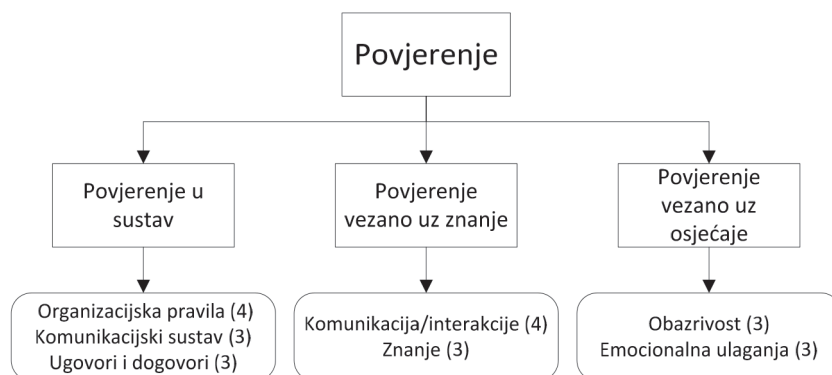 Povjerenje
Povjerenje u
sustav
Povjerenje
vezano uz znanje
Povjerenje
vezano uz
osjećaje
Organizacijska pravila (4)
Komunikacijski sustav (3)
Ugovori i dogovori (3)
Komunikacija/interakcije (4)
Znanje (3)
Obazrivost (3)
Emocionalna ulaganja (3)